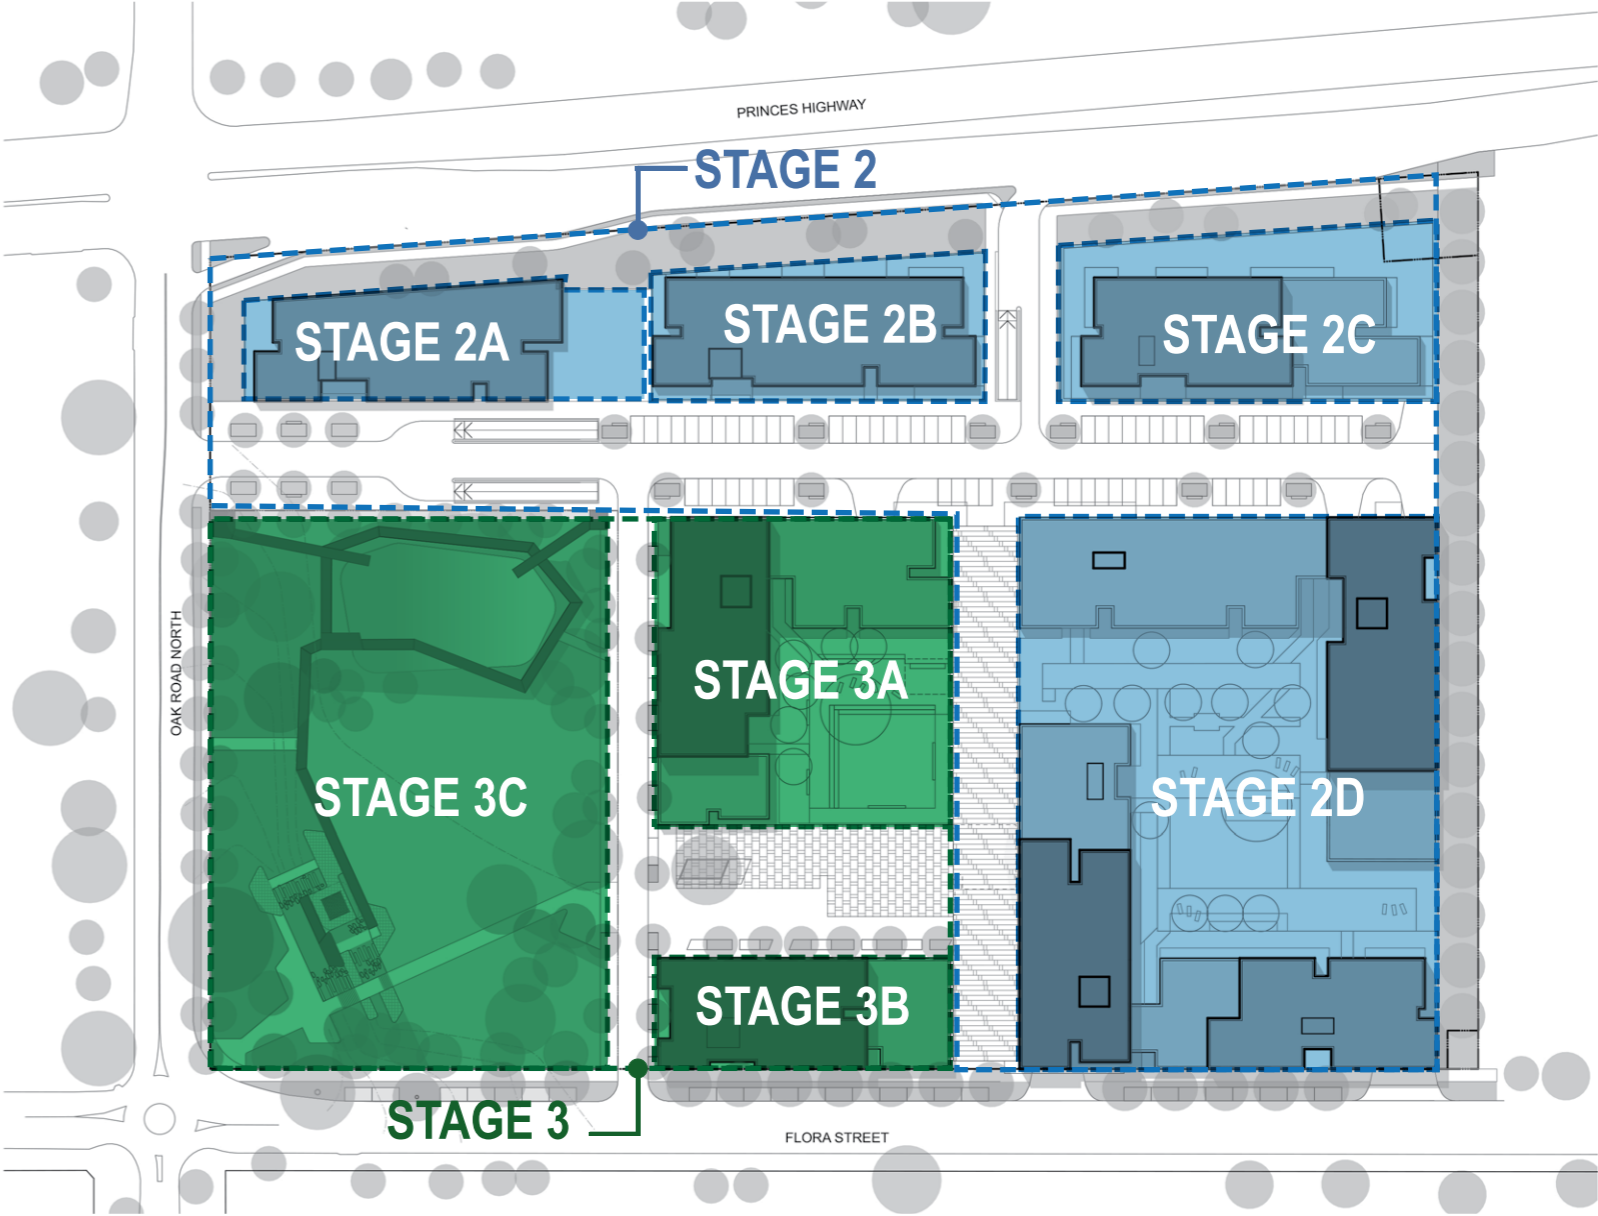 PRINCES HIGHWAY
STAGE 2
STAGE 2A
STAGE 2B
STAGE 2C
OAK ROAD NORTH
STAGE 3A
STAGE 3C
STAGE 2D
STAGE 3B
STAGE 3
FLORA STREET